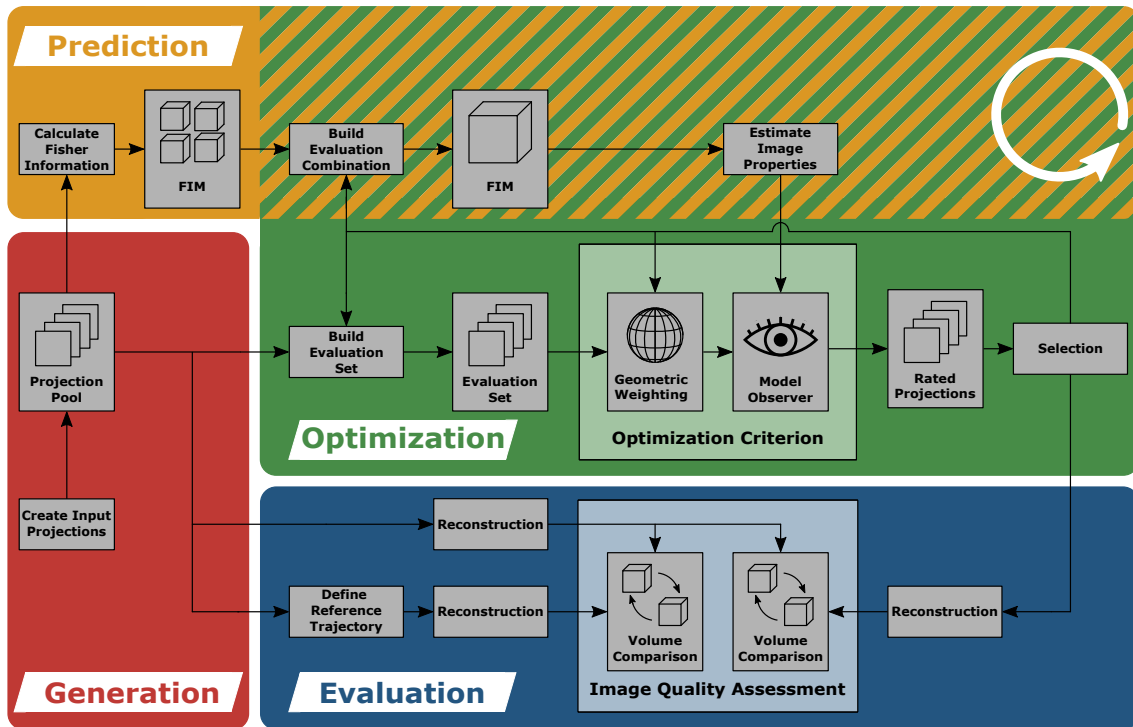 Prediction
Calculate
Fisher
Information
FIM
Build
Evaluation
Combination
FIM
Estimate
Image
Properties
Projection
Pool
Build
Evaluation
Set
Evaluation
Set
Geometric
Weighting
Model
Observer
Rated
Projections
Selection
Optimization
Optimization Criterion
Create Input
Projections
Reconstruction
Define
Reference
Trajectory
Reconstruction
Volume
Comparison
Volume
Comparison
Reconstruction
Generation
Evaluation
Image Quality Assessment